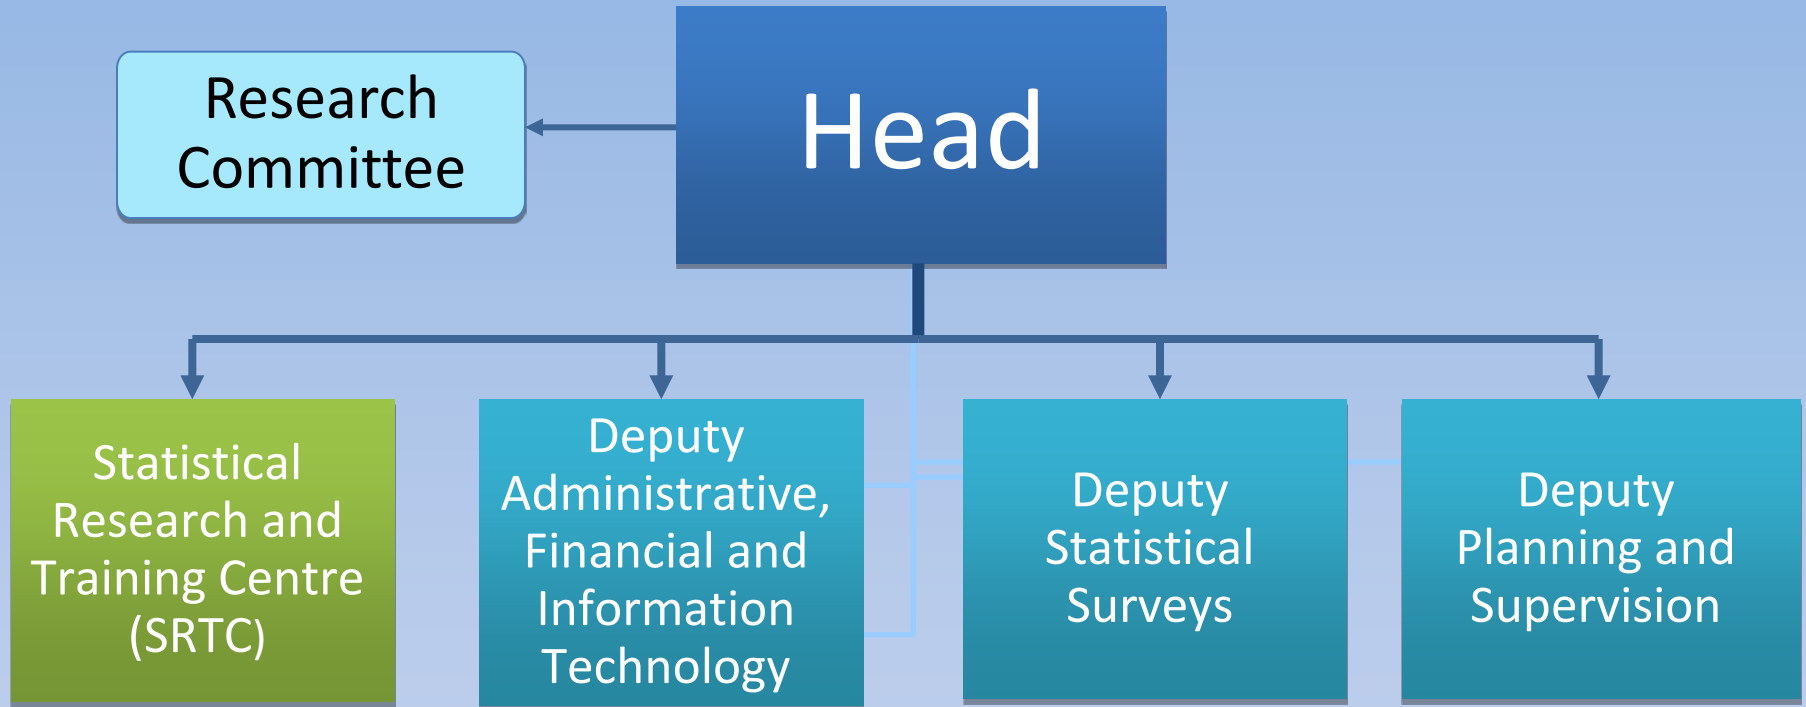 Research
Committee
Head
Statistical
Research and
Training Centre
(SRTC)
Deputy
Administrative,
Financial and
Information
Technology
Deputy
Statistical
Surveys
Deputy
Planning and
Supervision